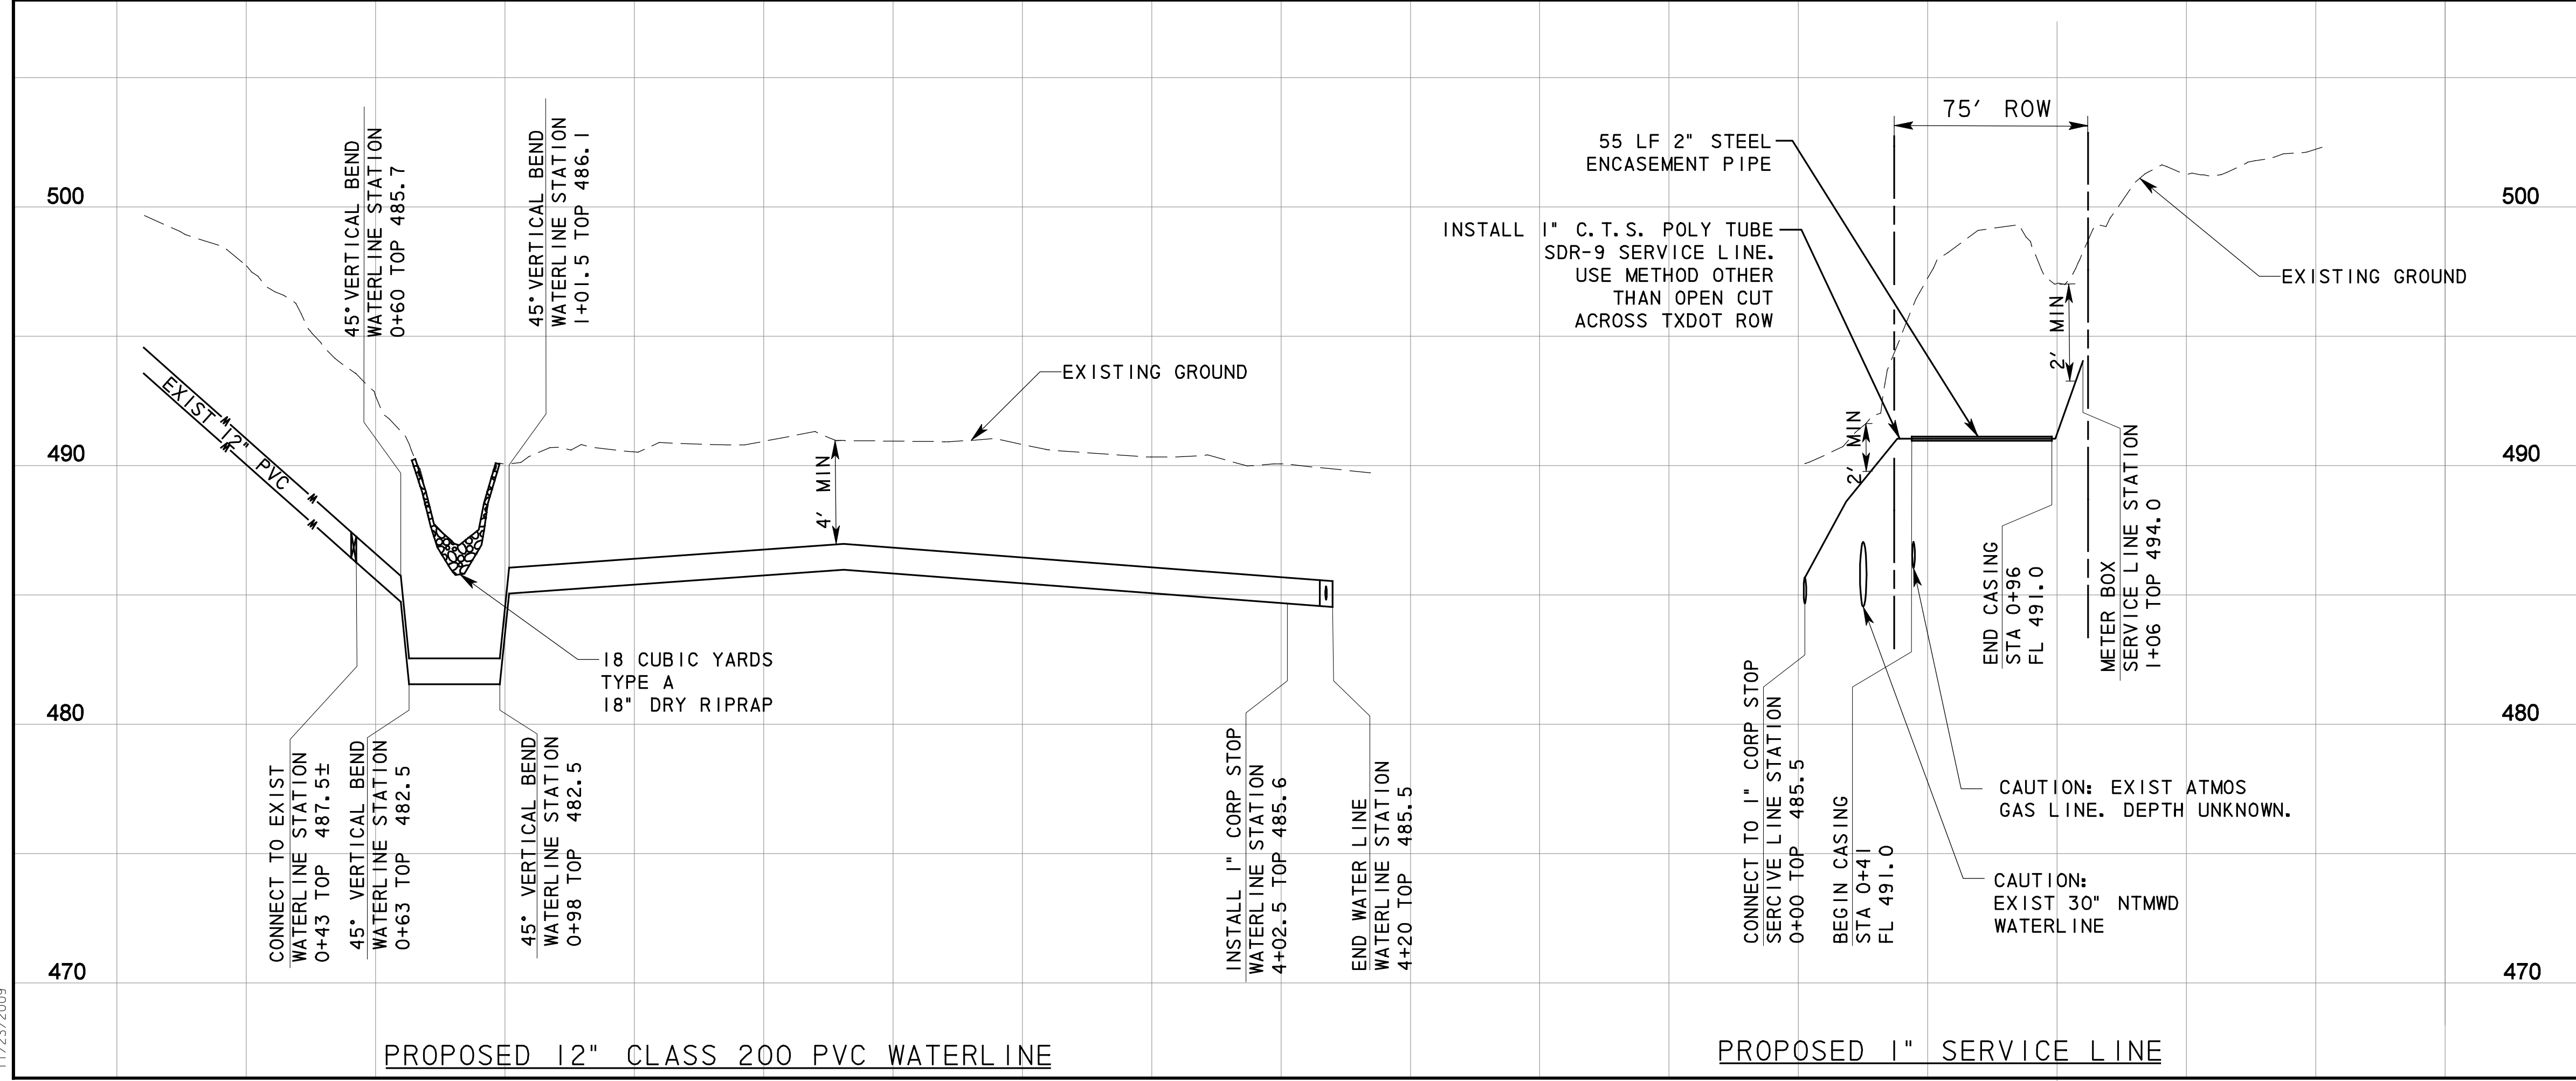 500
490
480
470
45° VERTICAL BEND
WATERLINE STATION
0+60 TOP 485.7
45° VERTICAL BEND
WATERLINE STATION
1+01.5 TOP 486.1
EXIST 12" PVC
EXISTING GROUND
4' MIN
18 CUBIC YARDS
TYPE A
18" DRY RIPRAP
CONNECT TO EXIST
WATERLINE STATION
0+43 TOP 487.5±
45° VERTICAL BEND
WATERLINE STATION
0+63 TOP 482.5
45° VERTICAL BEND
WATERLINE STATION
0+98 TOP 482.5
INSTALL 1" CORP STOP
WATERLINE STATION
4+02.5 TOP 485.6
END WATER LINE
WATERLINE STATION
4+20 TOP 485.5
PROPOSED 12" CLASS 200 PVC WATERLINE
75' ROW
55 LF 2" STEEL
ENCASEMENT PIPE
INSTALL 1" C.T.S. POLY TUBE
SDR-9 SERVICE LINE.
USE METHOD OTHER
THAN OPEN CUT
ACROSS TXDOT ROW
EXISTING GROUND
2' MIN
2' MIN
CONNECT TO 1" CORP STOP
SERCIVE LINE STATION
0+00 TOP 485.5
BEGIN CASING
STA 0+41
FL 491.0
END CASING
STA 0+96
FL 491.0
METER BOX
SERVICE LINE STATION
1+06 TOP 494.0
CAUTION: EXIST ATMOS
GAS LINE. DEPTH UNKNOWN.
CAUTION:
EXIST 30" NTMWD
WATERLINE
PROPOSED 1" SERVICE LINE
500
490
480
470